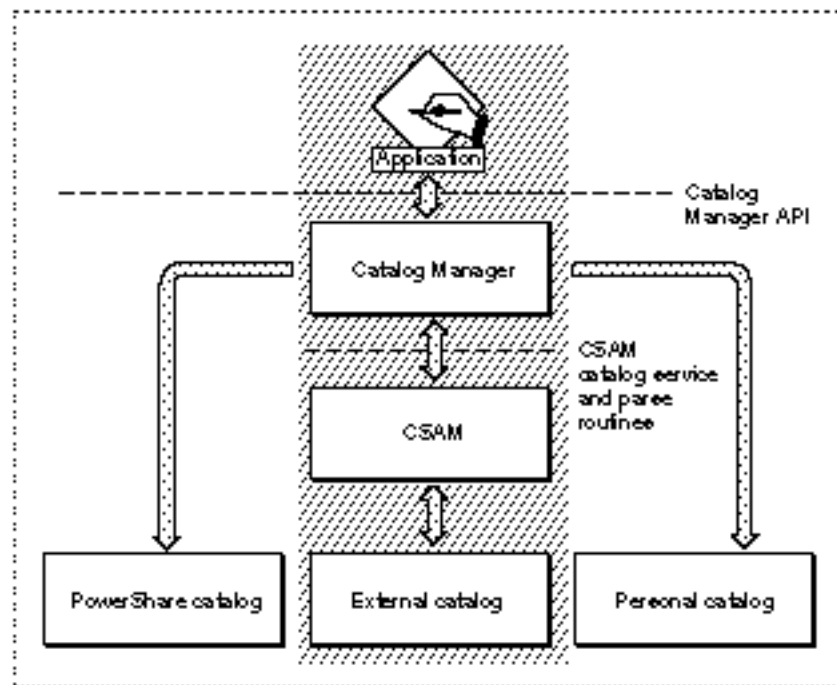 Application
Catalog
Manager API
Catalog Manager
CSAM
catalog service
and parse
routines
CSAM
PowerShare catalog
External catalog
Personal catalog